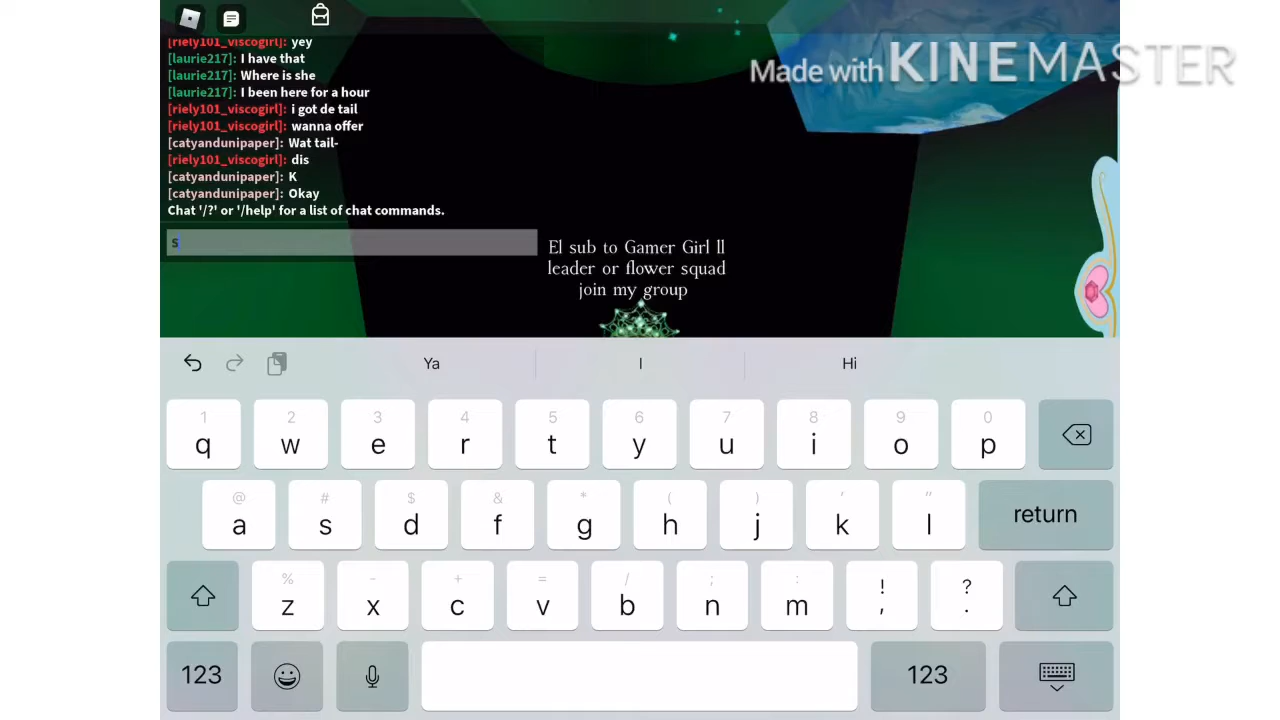 Made with KINEMASTER
[riely101_viscogirl]: yey
[laurie217]: I have that
[laurie217]: Where is she
[laurie217]: I been here for a hour
[riely101_viscogirl]: i got de tail
[riely101_viscogirl]: wanna offer
[catyandunipaper]: Wat tail-
[riely101_viscogirl]: dis
[catyandunipaper]: K
[catyandunipaper]: Okay
Chat '/?' or '/help' for a list of chat commands.
s
El sub to Gamer Girl ll
leader or flower squad
join my group
Ya I Hi
1 2 3 4 5 6 7 8 9 0
q w e r t y u i o p
@ # $ & * ( ) ' "
a s d f g h j k l return
% - + = / ; : ! ?
z x c v b n m , .
123 123